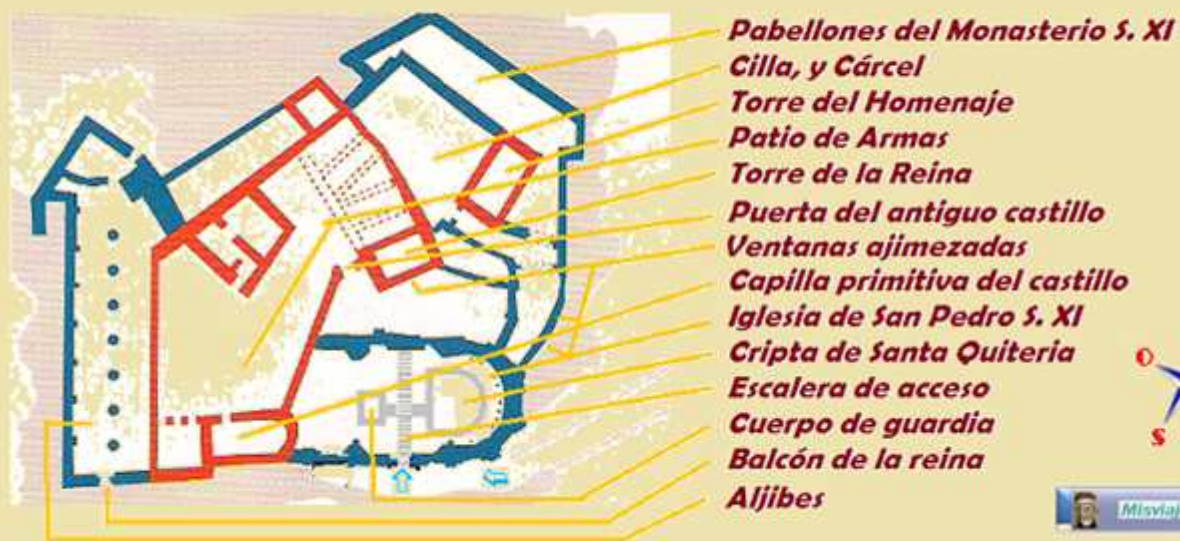 Pabellones del Monasterio S. XI
Cilla, y Cárcel
Torre del Homenaje
Patio de Armas
Torre de la Reina
Puerta del antiguo castillo
Ventanas ajimezadas
Capilla primitiva del castillo
Iglesia de San Pedro S. XI
Cripta de Santa Quiteria
Escalera de acceso
Cuerpo de guardia
Balcón de la reina
Aljibes
O
S